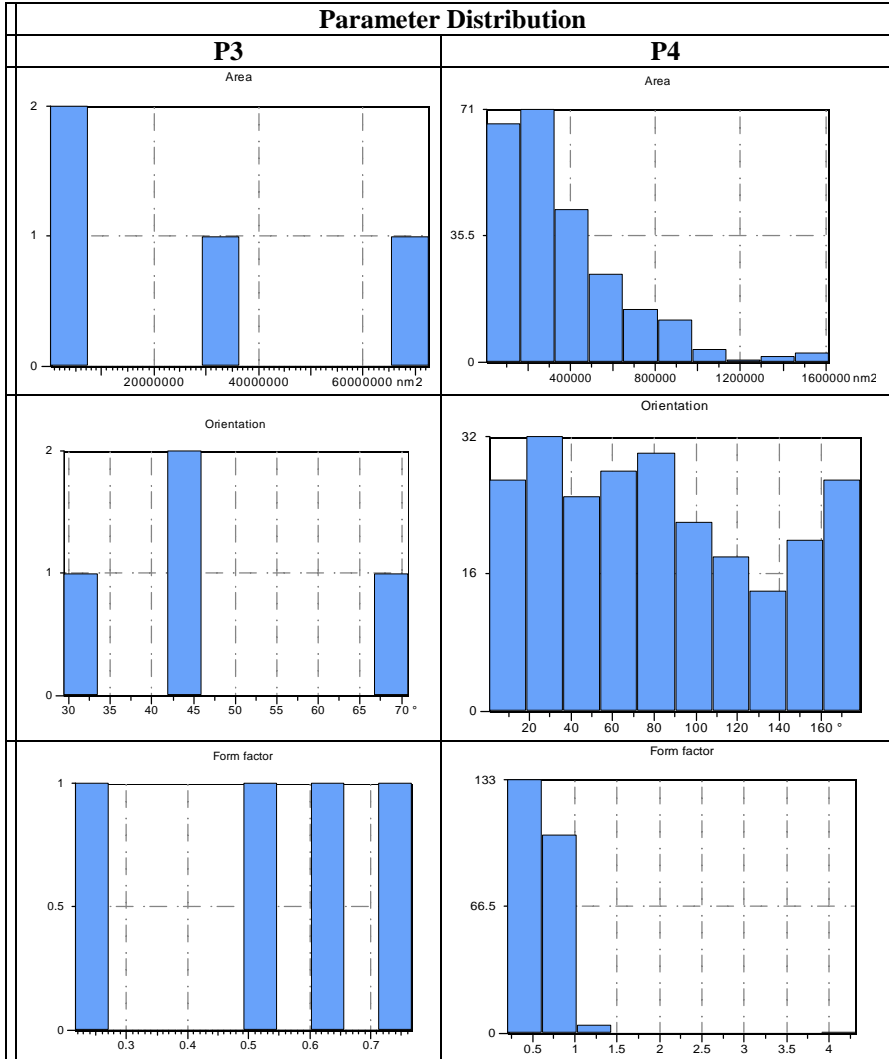 Parameter Distribution
P3 P4
Area
2
1
0
20000000 40000000 60000000 nm2
Area
71
35.5
0
400000 800000 1200000 1600000 nm2
Orientation
2
1
0
30 35 40 45 50 55 60 65 70 °
Orientation
32
16
0
20 40 60 80 100 120 140 160 °
Form factor
1
0.5
0
0.3 0.4 0.5 0.6 0.7
Form factor
133
66.5
0
0.5 1 1.5 2 2.5 3 3.5 4